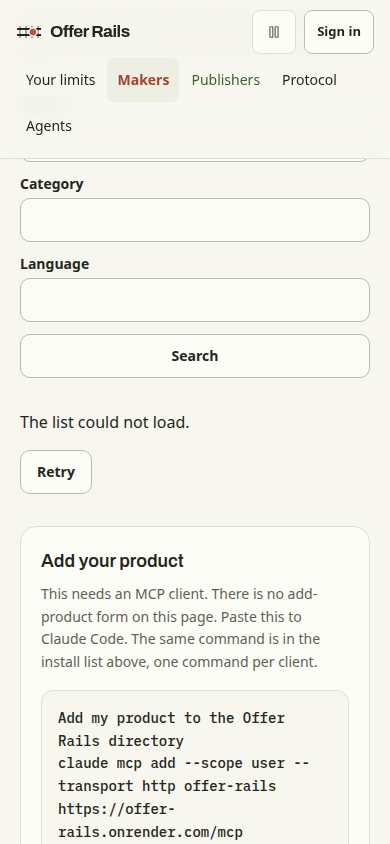 Offer Rails
Sign in
Your limits
Makers
Publishers
Protocol
Agents
Category
Language
Search
The list could not load.
Retry
Add your product
This needs an MCP client. There is no add-
product form on this page. Paste this to
Claude Code. The same command is in the
install list above, one command per client.
Add my product to the Offer
Rails directory
claude mcp add --scope user --
transport http offer-rails
https://offer-
rails.onrender.com/mcp